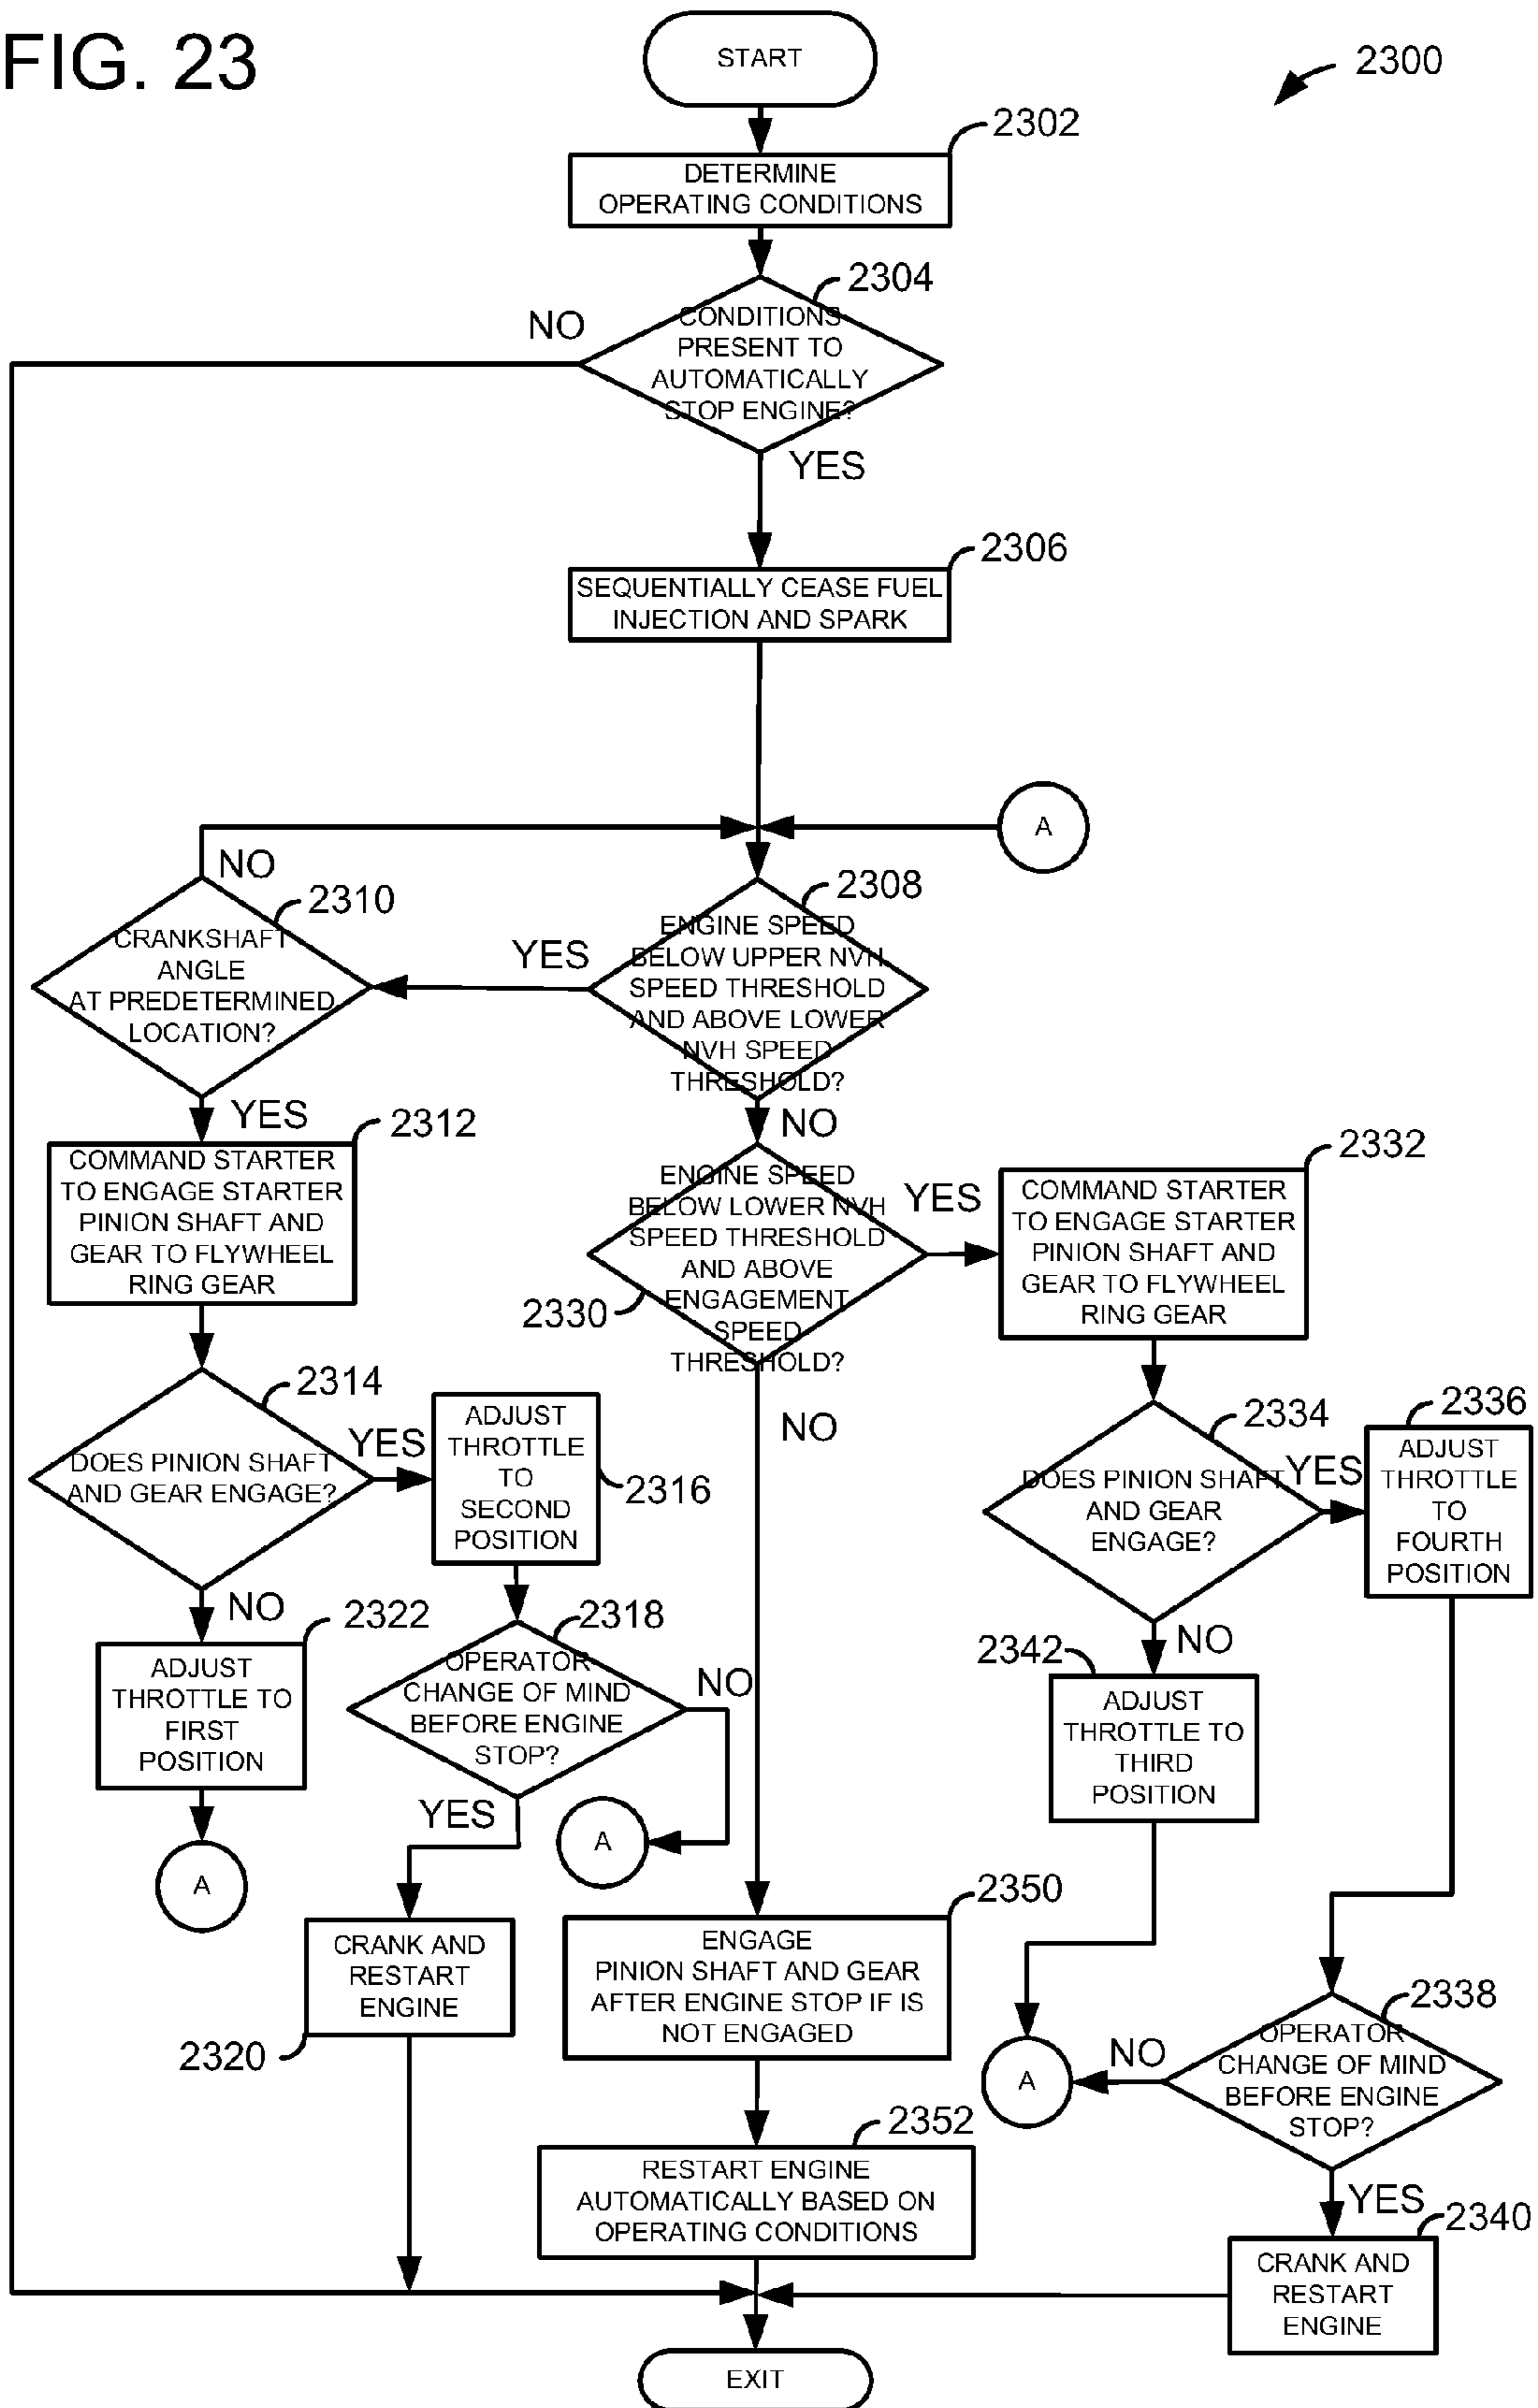 FIG. 23
START
2300
2302
DETERMINE
OPERATING CONDITIONS
2304
NO
CONDITIONS
PRESENT TO
AUTOMATICALLY
STOP ENGINE?
YES
2306
SEQUENTIALLY CEASE FUEL
INJECTION AND SPARK
A
NO
2310
CRANKSHAFT
ANGLE
AT PREDETERMINED
LOCATION?
YES
2308
ENGINE SPEED
BELOW UPPER NVH
SPEED THRESHOLD
AND ABOVE LOWER
NVH SPEED
THRESHOLD?
YES
2312
COMMAND STARTER
TO ENGAGE STARTER
PINION SHAFT AND
GEAR TO FLYWHEEL
RING GEAR
NO
ENGINE SPEED
BELOW LOWER NVH
SPEED THRESHOLD
AND ABOVE
ENGAGEMENT
SPEED
THRESHOLD?
2330
YES
2332
COMMAND STARTER
TO ENGAGE STARTER
PINION SHAFT AND
GEAR TO FLYWHEEL
RING GEAR
2314
DOES PINION SHAFT
AND GEAR ENGAGE?
YES
ADJUST
THROTTLE
TO
SECOND
POSITION
2316
NO
2334
DOES PINION SHAFT
AND GEAR
ENGAGE?
YES
2336
ADJUST
THROTTLE
TO
FOURTH
POSITION
NO
2322
ADJUST
THROTTLE TO
FIRST
POSITION
A
2318
OPERATOR
CHANGE OF MIND
BEFORE ENGINE
STOP?
NO
YES
A
2342
NO
ADJUST
THROTTLE TO
THIRD
POSITION
CRANK AND
RESTART
ENGINE
2320
2350
ENGAGE
PINION SHAFT AND GEAR
AFTER ENGINE STOP IF IS
NOT ENGAGED
A
NO
2338
OPERATOR
CHANGE OF MIND
BEFORE ENGINE
STOP?
2352
RESTART ENGINE
AUTOMATICALLY BASED ON
OPERATING CONDITIONS
YES
2340
CRANK AND
RESTART
ENGINE
EXIT